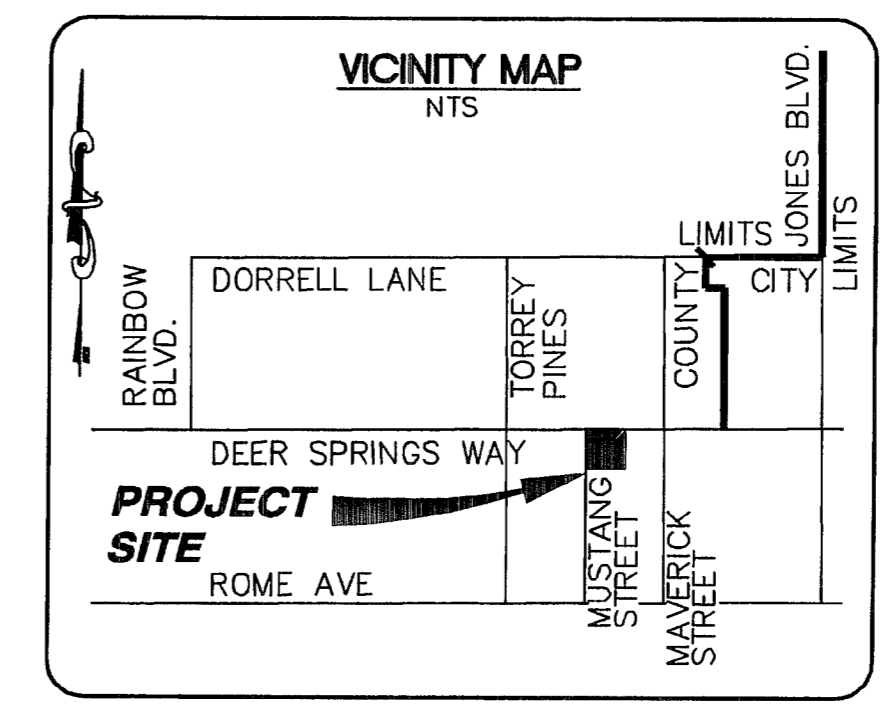 VICINITY MAP
NTS
JONES BLVD.
LIMITS
CITY
LIMITS
COUNTY
RAINBOW
BLVD.
DORRELL LANE
TORREY
PINES
DEER SPRINGS WAY
PROJECT
SITE
MUSTANG
STREET
MAVERICK
STREET
ROME AVE